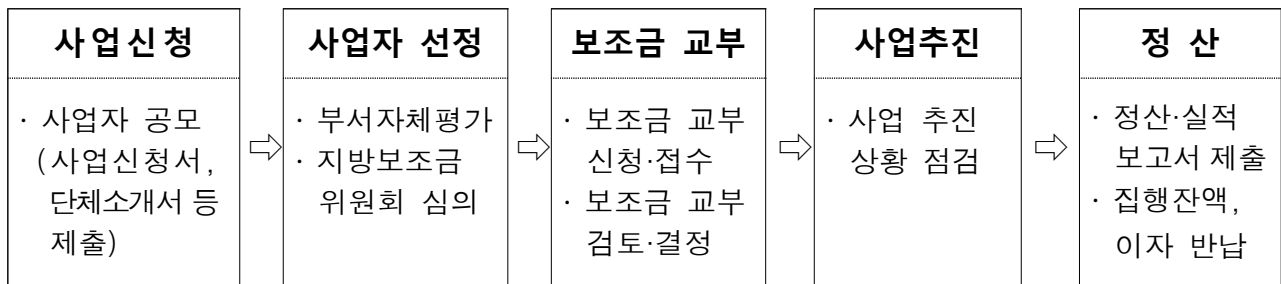 사업신청
· 사업자 공모
(사업신청서,
단체소개서 등
제출)
⇨
사업자 선정
· 부서자체평가
· 지방보조금
위원회 심의
⇨
보조금 교부
· 보조금 교부
신청·접수
· 보조금 교부
검토·결정
⇨
사업추진
· 사업 추진
상황 점검
⇨
정 산
· 정산·실적
보고서 제출
· 집행잔액,
이자 반납